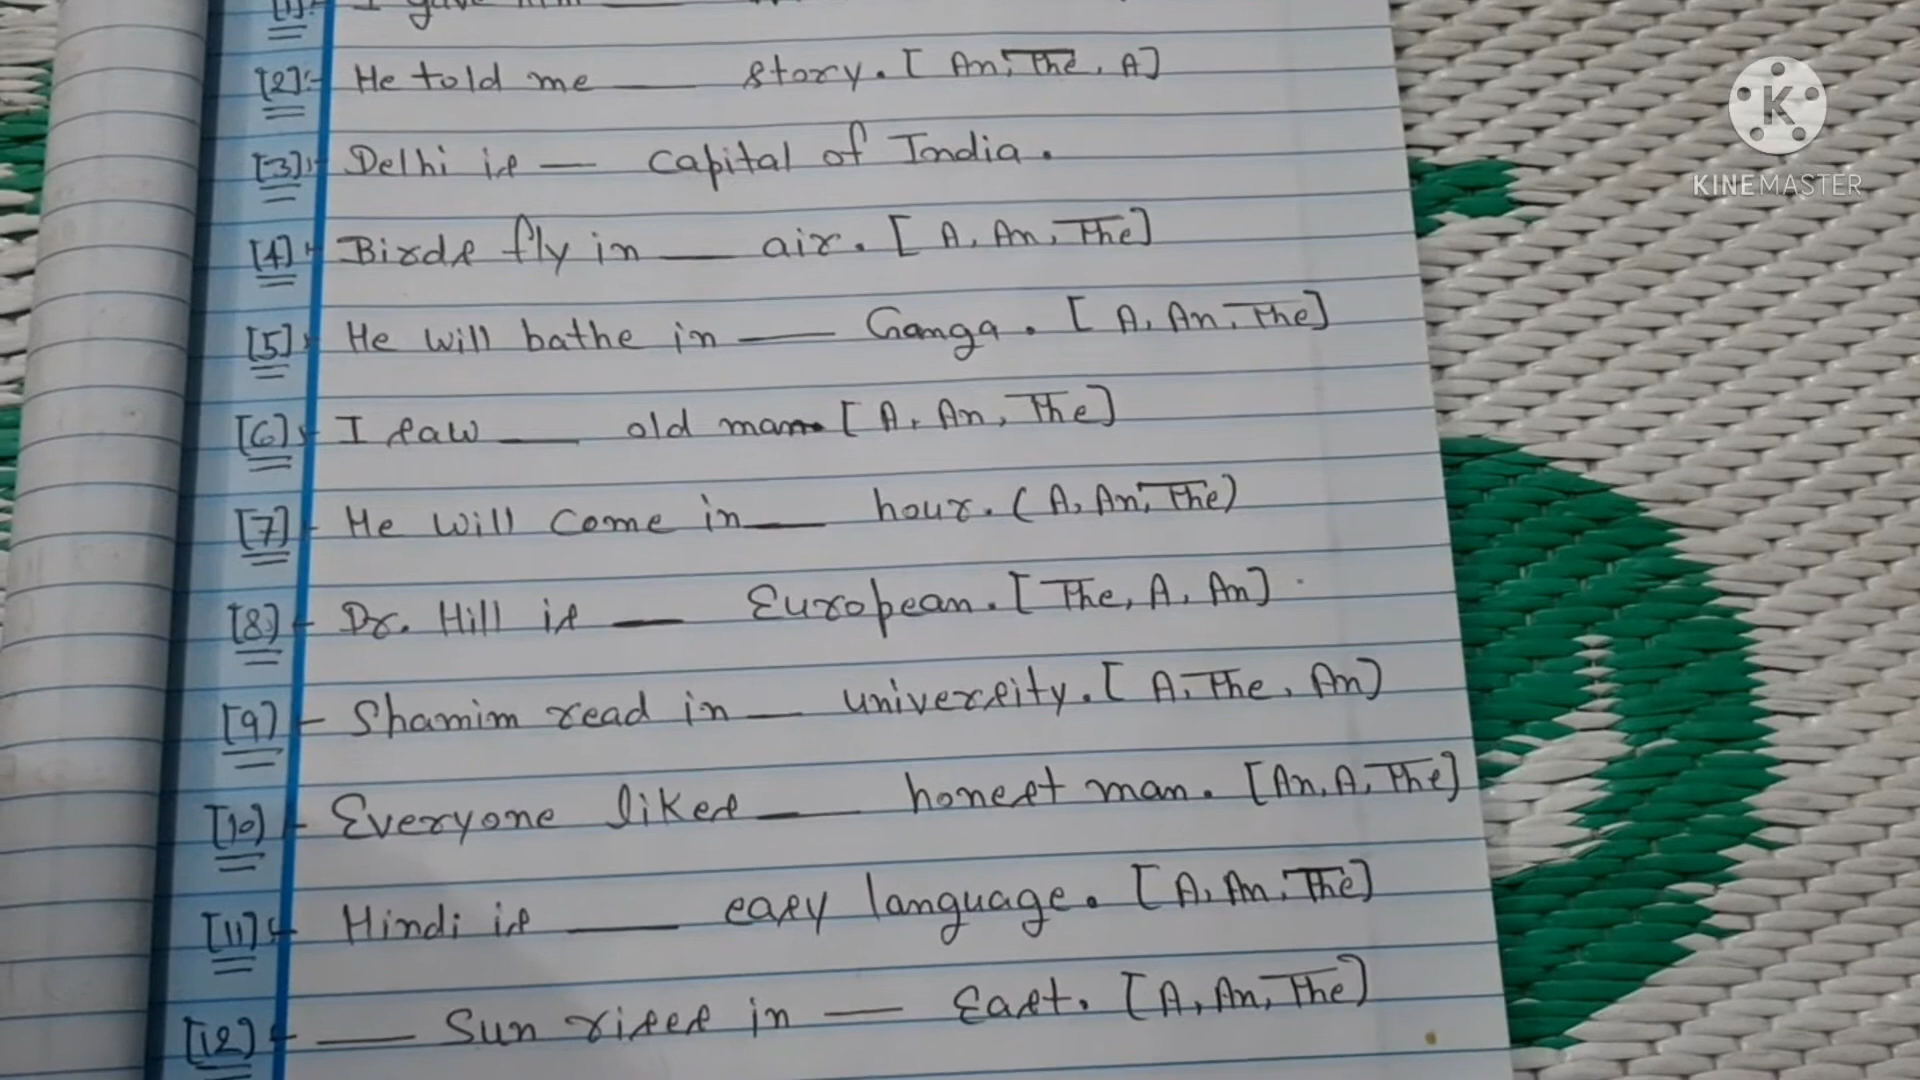 [1]:- I gave him ___
[2]:- He told me ___ story. [An, The, A]
[3]:- Delhi is — capital of India.
[4]:- Birds fly in ___ air. [A, An, The]
[5]:- He will bathe in ___ Ganga. [A, An, The]
[6]:- I saw ___ old man. [A, An, The]
[7]:- He will come in ___ hour. (A, An, The)
[8]:- Dr. Hill is — European. [The, A, An]
[9]:- Shamim read in — university. [A, The, An]
[10]:- Everyone likes ___ honest man. [An, A, The]
[11]:- Hindi is ___ easy language. [A, An, The]
[12]:- ___ Sun rises in — East. [A, An, The]
K
KINEMASTER